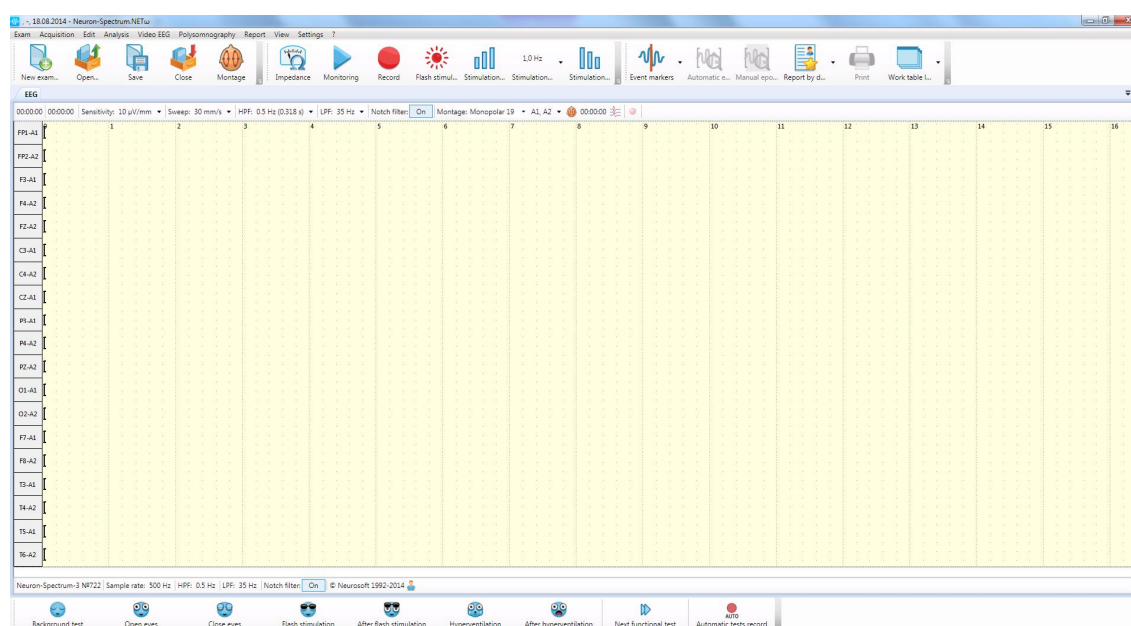 . -, 18.08.2014 - Neuron-Spectrum.NETω
Exam Acquisition Edit Analysis Video EEG Polysomnography Report View Settings ?
New exam... Open... Save Close Montage Impedance Monitoring Record Flash stimul... Stimulation... 1,0 Hz Stimulation... Stimulation... Event markers Automatic e... Manual epo... Report by d... Print Work table l...
EEG
00:00:00 00:00:00 Sensitivity: 10 µV/mm Sweep: 30 mm/s HPF: 0.5 Hz (0.318 s) LPF: 35 Hz Notch filter: On Montage: Monopolar 19 A1, A2 00:00:00
0 1 2 3 4 5 6 7 8 9 10 11 12 13 14 15 16
FP1-A1
FP2-A2
F3-A1
F4-A2
FZ-A2
C3-A1
C4-A2
CZ-A1
P3-A1
P4-A2
PZ-A2
O1-A1
O2-A2
F7-A1
F8-A2
T3-A1
T4-A2
T5-A1
T6-A2
Neuron-Spectrum-3 №722 Sample rate: 500 Hz HPF: 0.5 Hz LPF: 35 Hz Notch filter: On © Neurosoft 1992-2014
AUTO
Background test Open eyes Close eyes Flash stimulation After flash stimulation Hyperventilation After hyperventilation Next functional test Automatic tests record